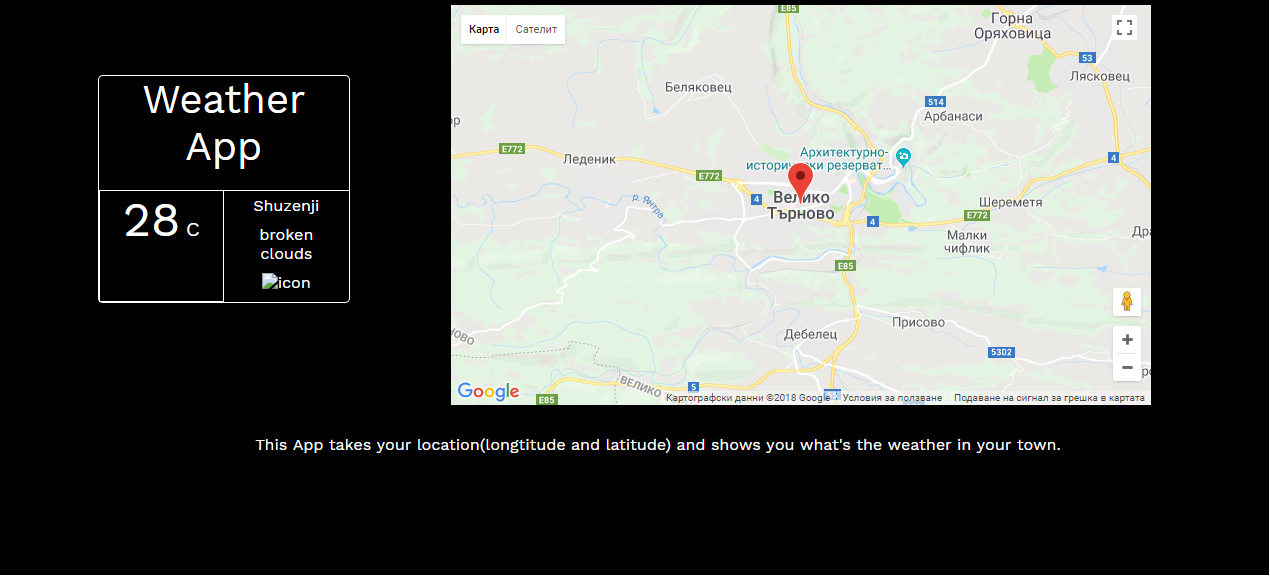 Weather
App
28 C
Shuzenji
broken
clouds
icon
Карта
Сателит
E85
Горна
Оряховица
53
Лясковец
Беляковец
514
Арбанаси
E772
Леденик
Архитектурно-
исторически резерват...
4
E772
р. Янтра
4
Велико
Търново
Шереметя
E772
4
Малки
чифлик
E85
Присово
Дебелец
5302
ВЕЛИКО
5
E85
Google
Картографски данни ©2018 Google
Условия за ползване
Подаване на сигнал за грешка в картата
This App takes your location(longtitude and latitude) and shows you what's the weather in your town.